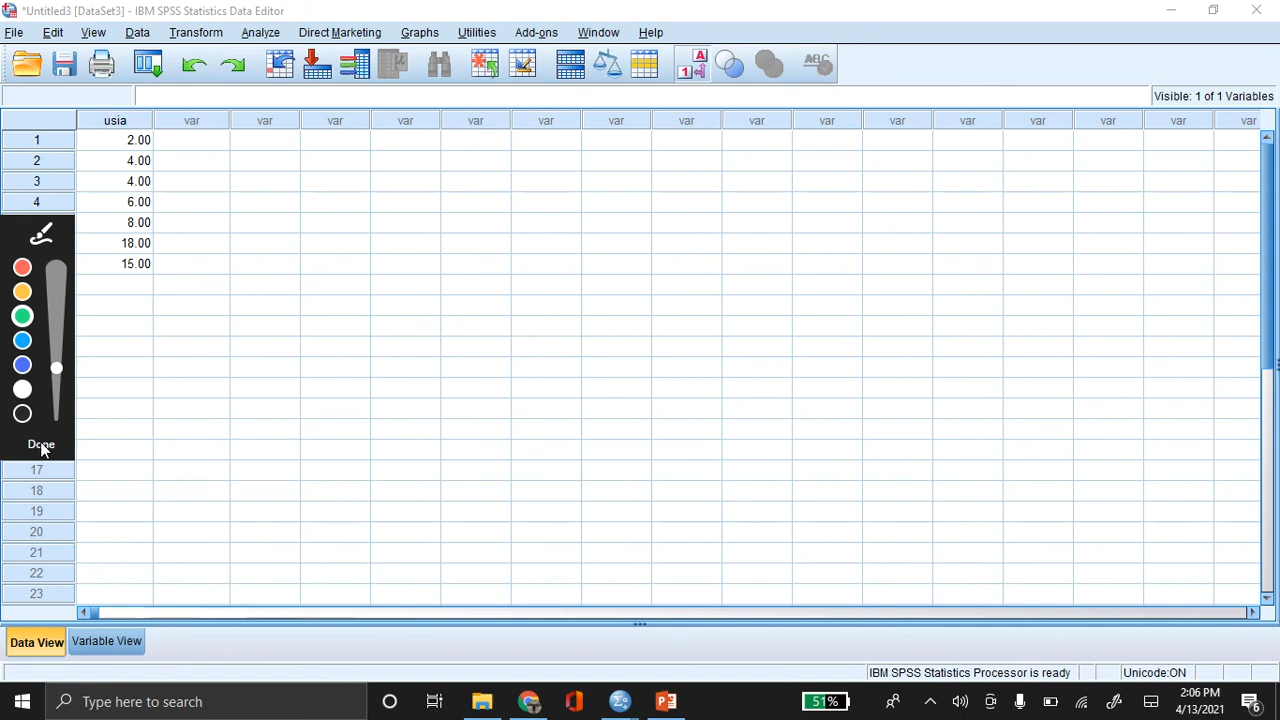 *Untitled3 [DataSet3] - IBM SPSS Statistics Data Editor
File Edit View Data Transform Analyze Direct Marketing Graphs Utilities Add-ons Window Help
Visible: 1 of 1 Variables
usia var var var var var var var var var var var var var var var var
1 2.00
2 4.00
3 4.00
4 6.00
8.00
18.00
15.00
Done
17
18
19
20
21
22
23
Data View Variable View
IBM SPSS Statistics Processor is ready Unicode:ON
Type here to search
51%
2:06 PM
4/13/2021
6